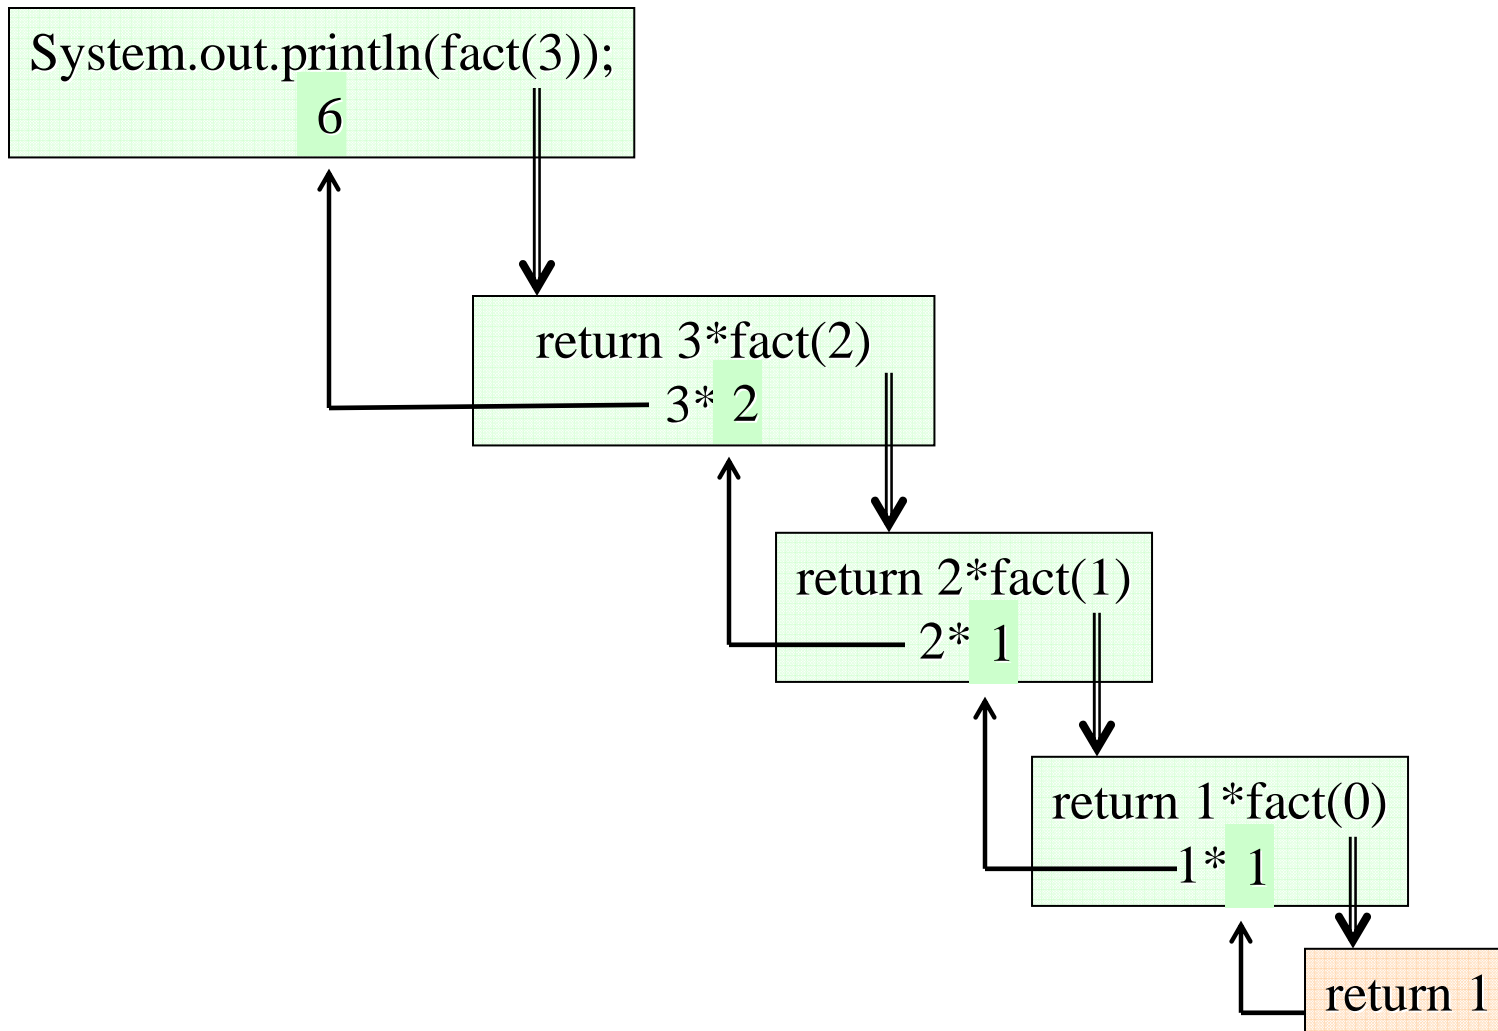 System.out.println(fact(3));
6
return 3*fact(2)
3* 2
return 2*fact(1)
2* 1
return 1*fact(0)
1* 1
return 1